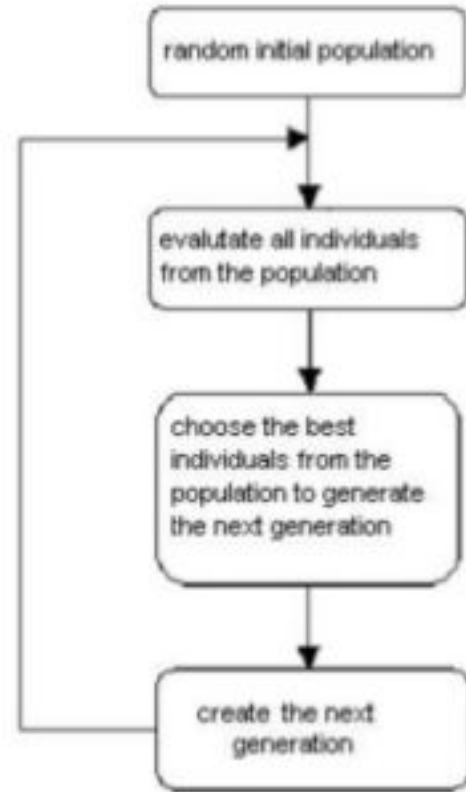 random initial population
evalutate all individuals
from the population
choose the best
individuals from the
population to generate
the next generation
create the next
generation